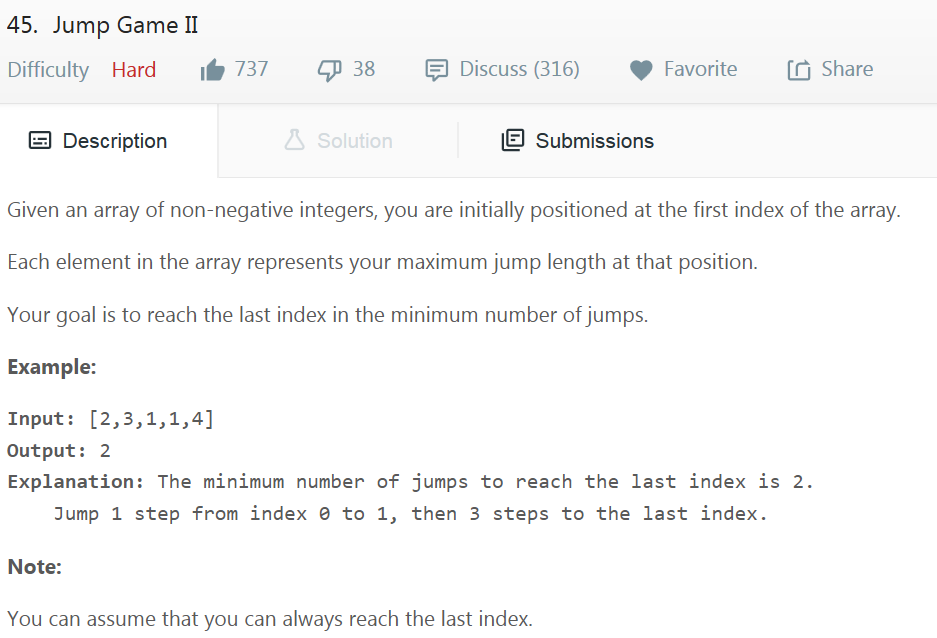 45. Jump Game II
Difficulty Hard 737 38 Discuss (316) Favorite Share
Description Solution Submissions
Given an array of non-negative integers, you are initially positioned at the first index of the array.
Each element in the array represents your maximum jump length at that position.
Your goal is to reach the last index in the minimum number of jumps.
Example:
Input: [2,3,1,1,4]
Output: 2
Explanation: The minimum number of jumps to reach the last index is 2.
Jump 1 step from index 0 to 1, then 3 steps to the last index.
Note:
You can assume that you can always reach the last index.